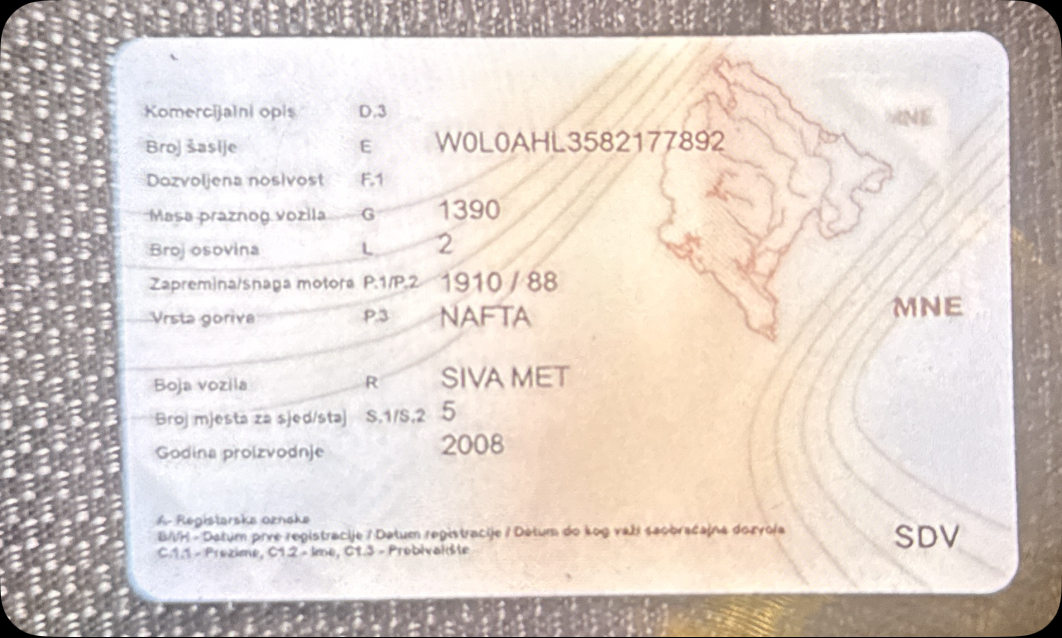 Komercijalni opis D.3
MNE
Broj šasije E W0L0AHL3582177892
Dozvoljena nosivost F.1
Masa praznog vozila G 1390
Broj osovina L 2
Zapremina/snaga motora P.1/P.2 1910 / 88
MNE
Vrsta goriva P.3 NAFTA
Boja vozila R SIVA MET
Broj mjesta za sjed/staj S.1/S.2 5
Godina proizvodnje 2008
A- Registarska oznaka
B/I/H - Datum prve registracije / Datum registracije / Datum do kog važi saobraćajna dozvola
SDV
C.1.1 - Prezime, C1.2 - Ime, C1.3 - Prebivalište